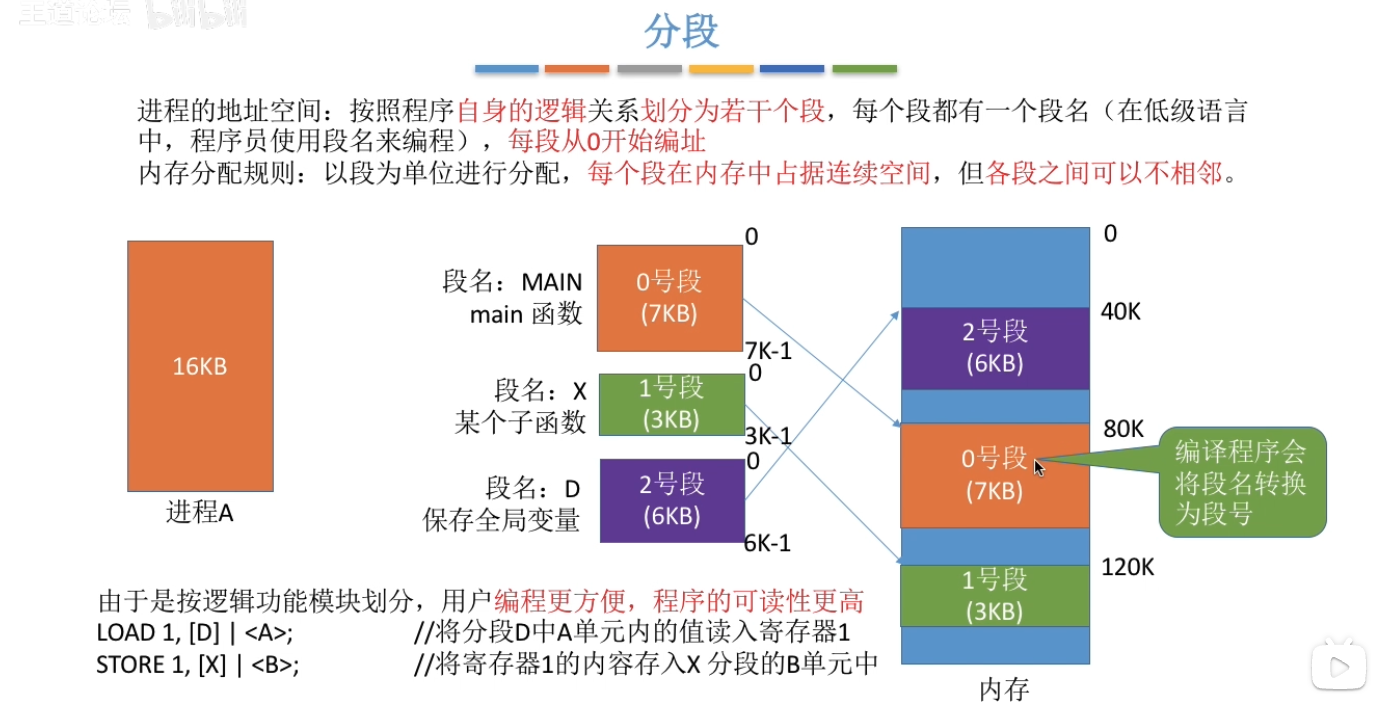 王道论坛 bilibili
分段
进程的地址空间：按照程序自身的逻辑关系划分为若干个段，每个段都有一个段名（在低级语言
中，程序员使用段名来编程），每段从0开始编址
内存分配规则：以段为单位进行分配，每个段在内存中占据连续空间，但各段之间可以不相邻。
16KB
进程A
段名：MAIN
main 函数
0号段
(7KB)
0
7K-1
段名：X
某个子函数
1号段
(3KB)
0
3K-1
段名：D
保存全局变量
2号段
(6KB)
0
6K-1
0
40K
2号段
(6KB)
80K
0号段
(7KB)
120K
1号段
(3KB)
内存
编译程序会
将段名转换
为段号
由于是按逻辑功能模块划分，用户编程更方便，程序的可读性更高
LOAD 1, [D] | <A>; //将分段D中A单元内的值读入寄存器1
STORE 1, [X] | <B>; //将寄存器1的内容存入X 分段的B单元中